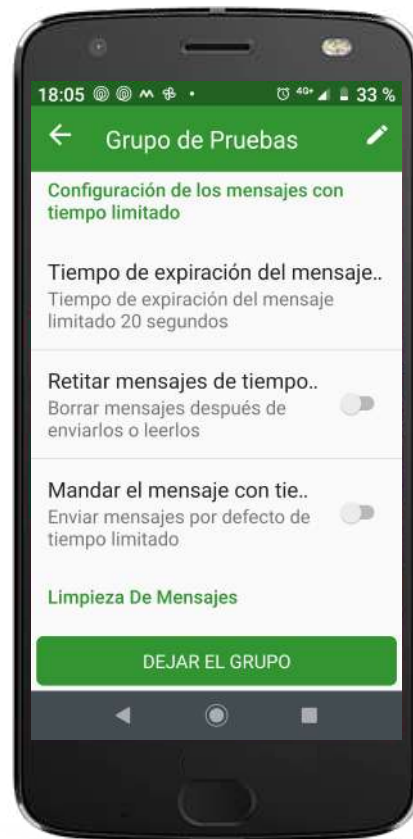 18:05 4G+ 33 %
Grupo de Pruebas
Configuración de los mensajes con
tiempo limitado
Tiempo de expiración del mensaje..
Tiempo de expiración del mensaje
limitado 20 segundos
Retitar mensajes de tiempo..
Borrar mensajes después de
enviarlos o leerlos
Mandar el mensaje con tie..
Enviar mensajes por defecto de
tiempo limitado
Limpieza De Mensajes
DEJAR EL GRUPO